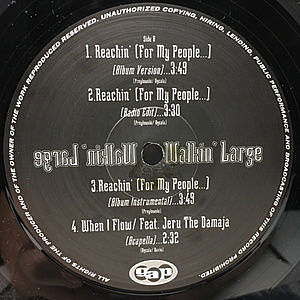 ALL RIGHTS OF THE PRODUCER AND OF THE OWNER OF THE WORK REPRODUCED RESERVED. UNAUTHORIZED COPYING, HIRING, LENDING, PUBLIC PERFORMANCE AND BROADCASTING OF THIS RECORD PROHIBITED.
Side A
1. Reachin' (For My People...)
(Album Version)...3:49
2.Reachin' (For My People...)
(Radio Edit)...3:30
Walkin' Large
Walkin' Large
3.Reachin' (For My People...)
(Album Instrumental)...3:49
4. When I Flow/ Feat. Jeru The Damaja
(Acapella)...2:32
gap